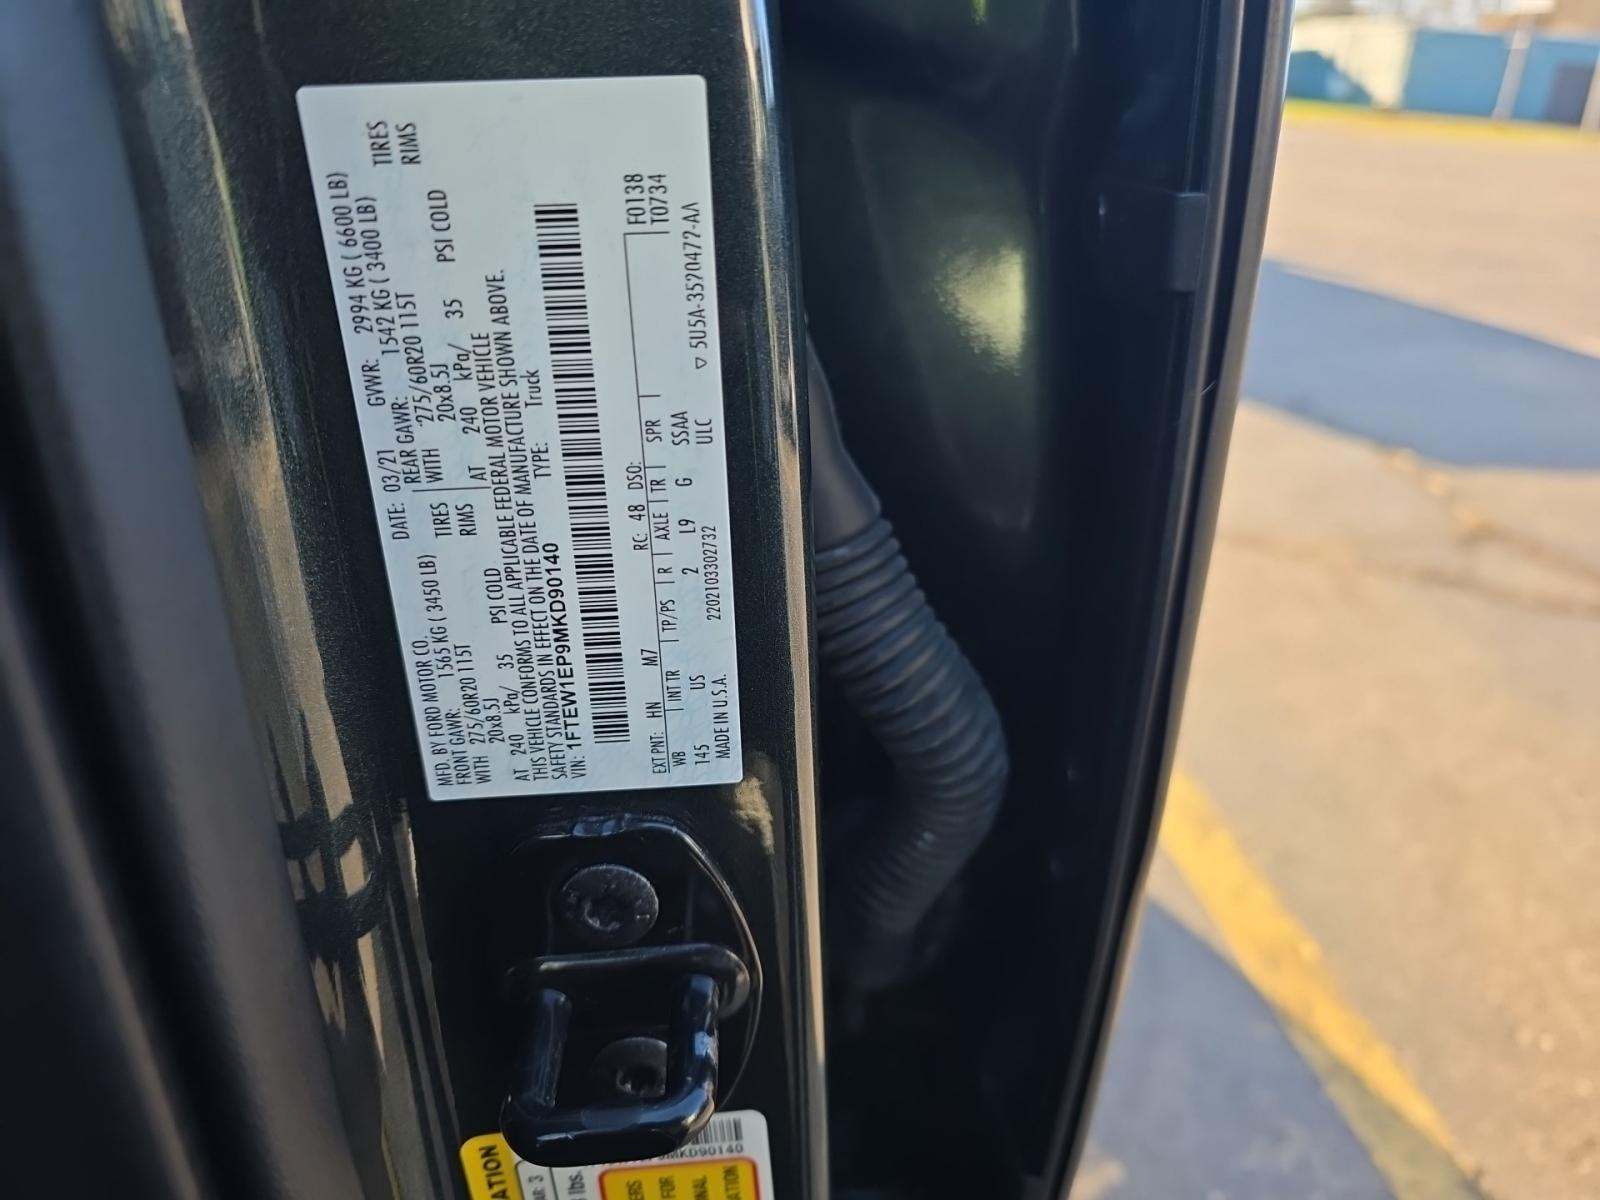 MFD. BY FORD MOTOR CO. DATE: 03/21 GVWR: 2994 KG ( 6600 LB)
FRONT GAWR: 1565 KG ( 3450 LB) REAR GAWR: 1542 KG ( 3400 LB)
WITH 275/60R20 115T TIRES WITH 275/60R20 115T TIRES
20x8.5J RIMS 20x8.5J RIMS
AT 240 kPa/ 35 PSI COLD AT 240 kPa/ 35 PSI COLD
THIS VEHICLE CONFORMS TO ALL APPLICABLE FEDERAL MOTOR VEHICLE
SAFETY STANDARDS IN EFFECT ON THE DATE OF MANUFACTURE SHOWN ABOVE.
VIN: 1FTEW1EP9MKD90140 TYPE: Truck
F0138
T0734
EXT PNT: HN M7 RC: 48 DSO:
WB INT TR TP/PS R AXLE TR SPR
145 US 2 L9 G SSAA
MADE IN U.S.A. 2202103302732 ULC ▽ 5U5A-3520472-AA
MKD90140